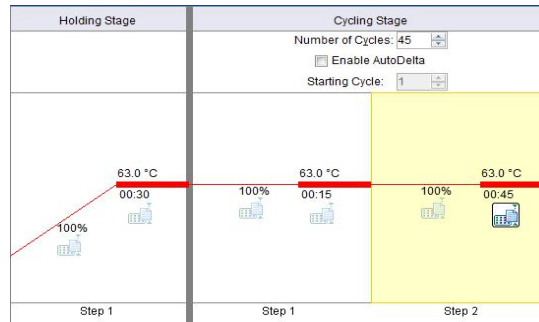 Holding Stage
Cycling Stage
Number of Cycles: 45
Enable AutoDelta
Starting Cycle: 1
63.0 °C
00:30
100%
63.0 °C
100%
00:15
63.0 °C
100%
00:45
Step 1
Step 1
Step 2